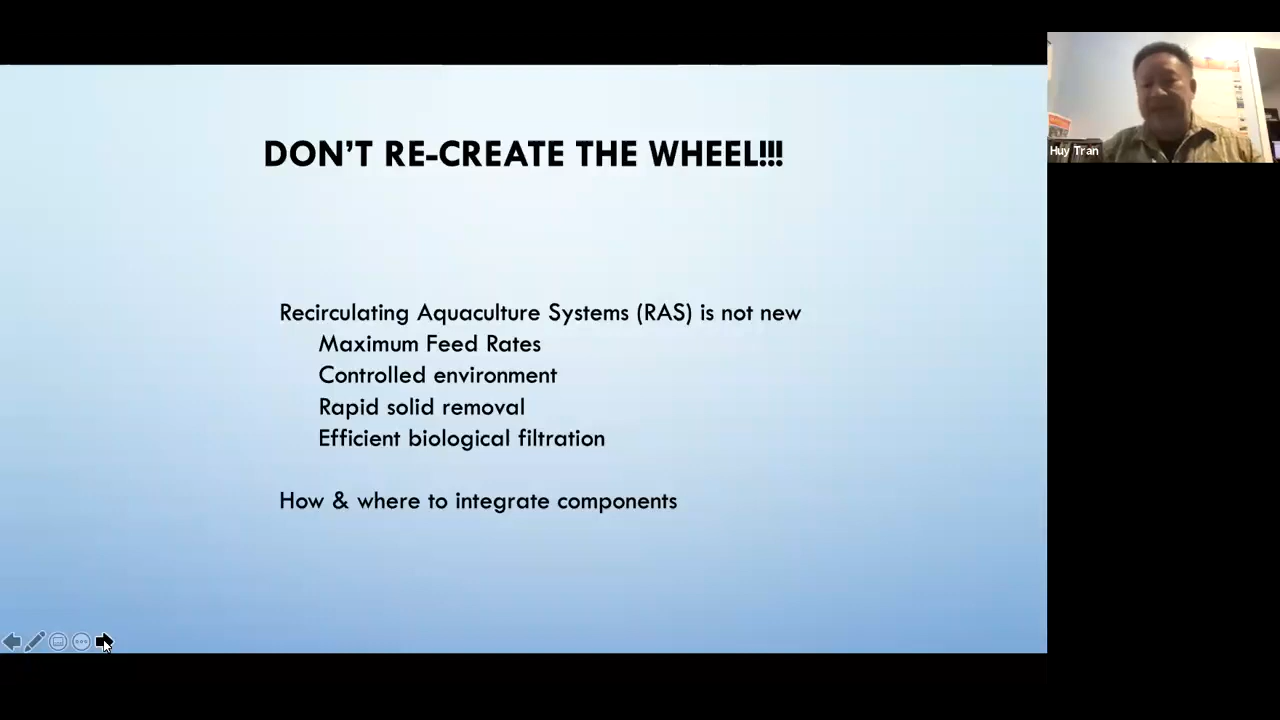 DON'T RE-CREATE THE WHEEL!!!
Recirculating Aquaculture Systems (RAS) is not new
Maximum Feed Rates
Controlled environment
Rapid solid removal
Efficient biological filtration
How & where to integrate components
Huy Tran